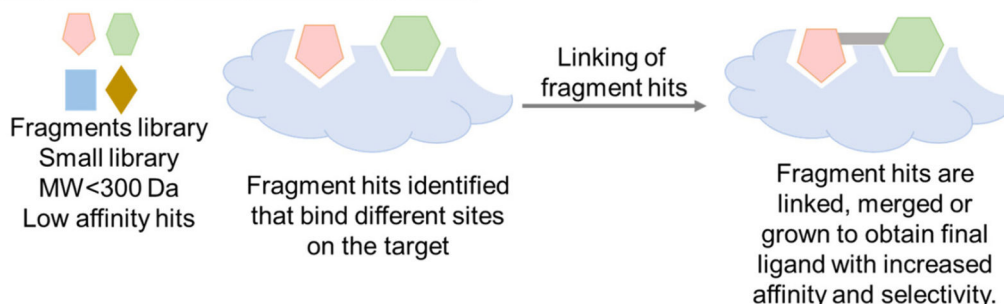 Fragments library
Small library
MW<300 Da
Low affinity hits
Fragment hits identified
that bind different sites
on the target
Linking of
fragment hits
Fragment hits are
linked, merged or
grown to obtain final
ligand with increased
affinity and selectivity.